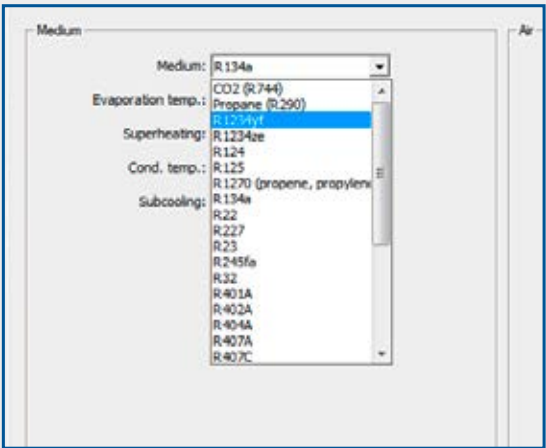 Medium
Air
Medium: R134a
CO2 (R744)
Evaporation temp.: Propane (R290)
R1234yf
Superheating: R1234ze
R124
Cond. temp.: R125
R1270 (propene, propylene
Subcooling: R134a
R22
R227
R23
R245fa
R32
R401A
R402A
R404A
R407A
R407C